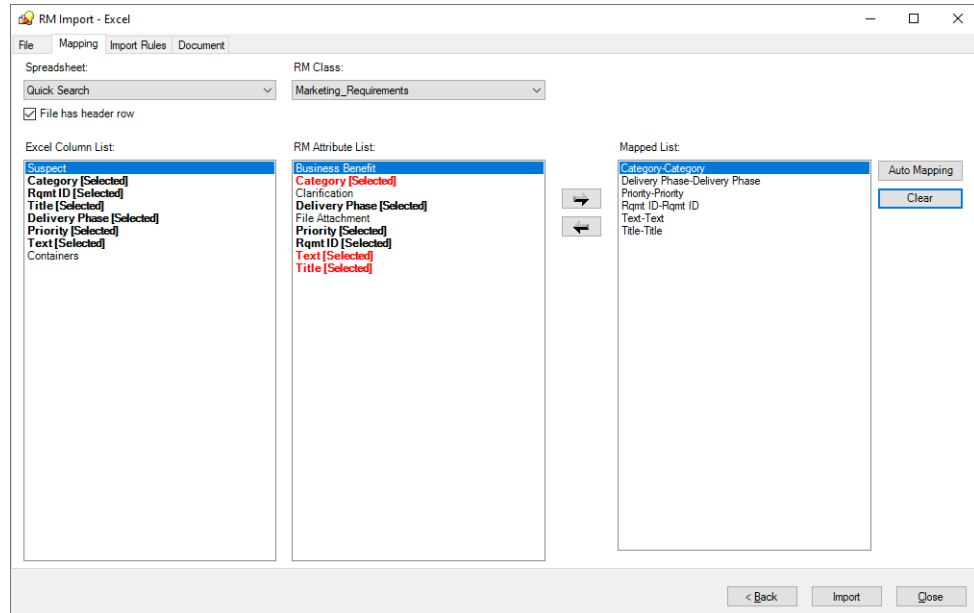 RM Import - Excel
File Mapping Import Rules Document
Spreadsheet: RM Class:
Quick Search Marketing_Requirements
File has header row
Excel Column List: RM Attribute List: Mapped List:
Suspect
Category [Selected]
Rqmt ID [Selected]
Title [Selected]
Delivery Phase [Selected]
Priority [Selected]
Text [Selected]
Containers
Business Benefit
Category [Selected]
Clarification
Delivery Phase [Selected]
File Attachment
Priority [Selected]
Rqmt ID [Selected]
Text [Selected]
Title [Selected]
Category-Category
Delivery Phase-Delivery Phase
Priority-Priority
Rqmt ID-Rqmt ID
Text-Text
Title-Title
Auto Mapping
Clear
< Back Import Close